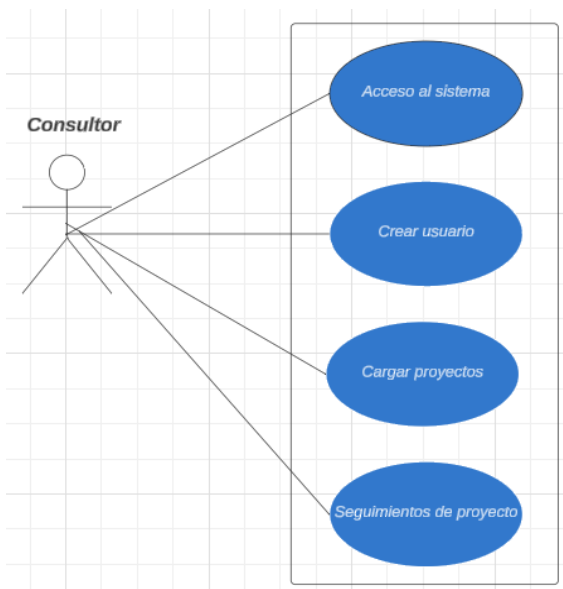 Acceso al sistema
Consultor
Crear usuario
Cargar proyectos
Seguimientos de proyecto